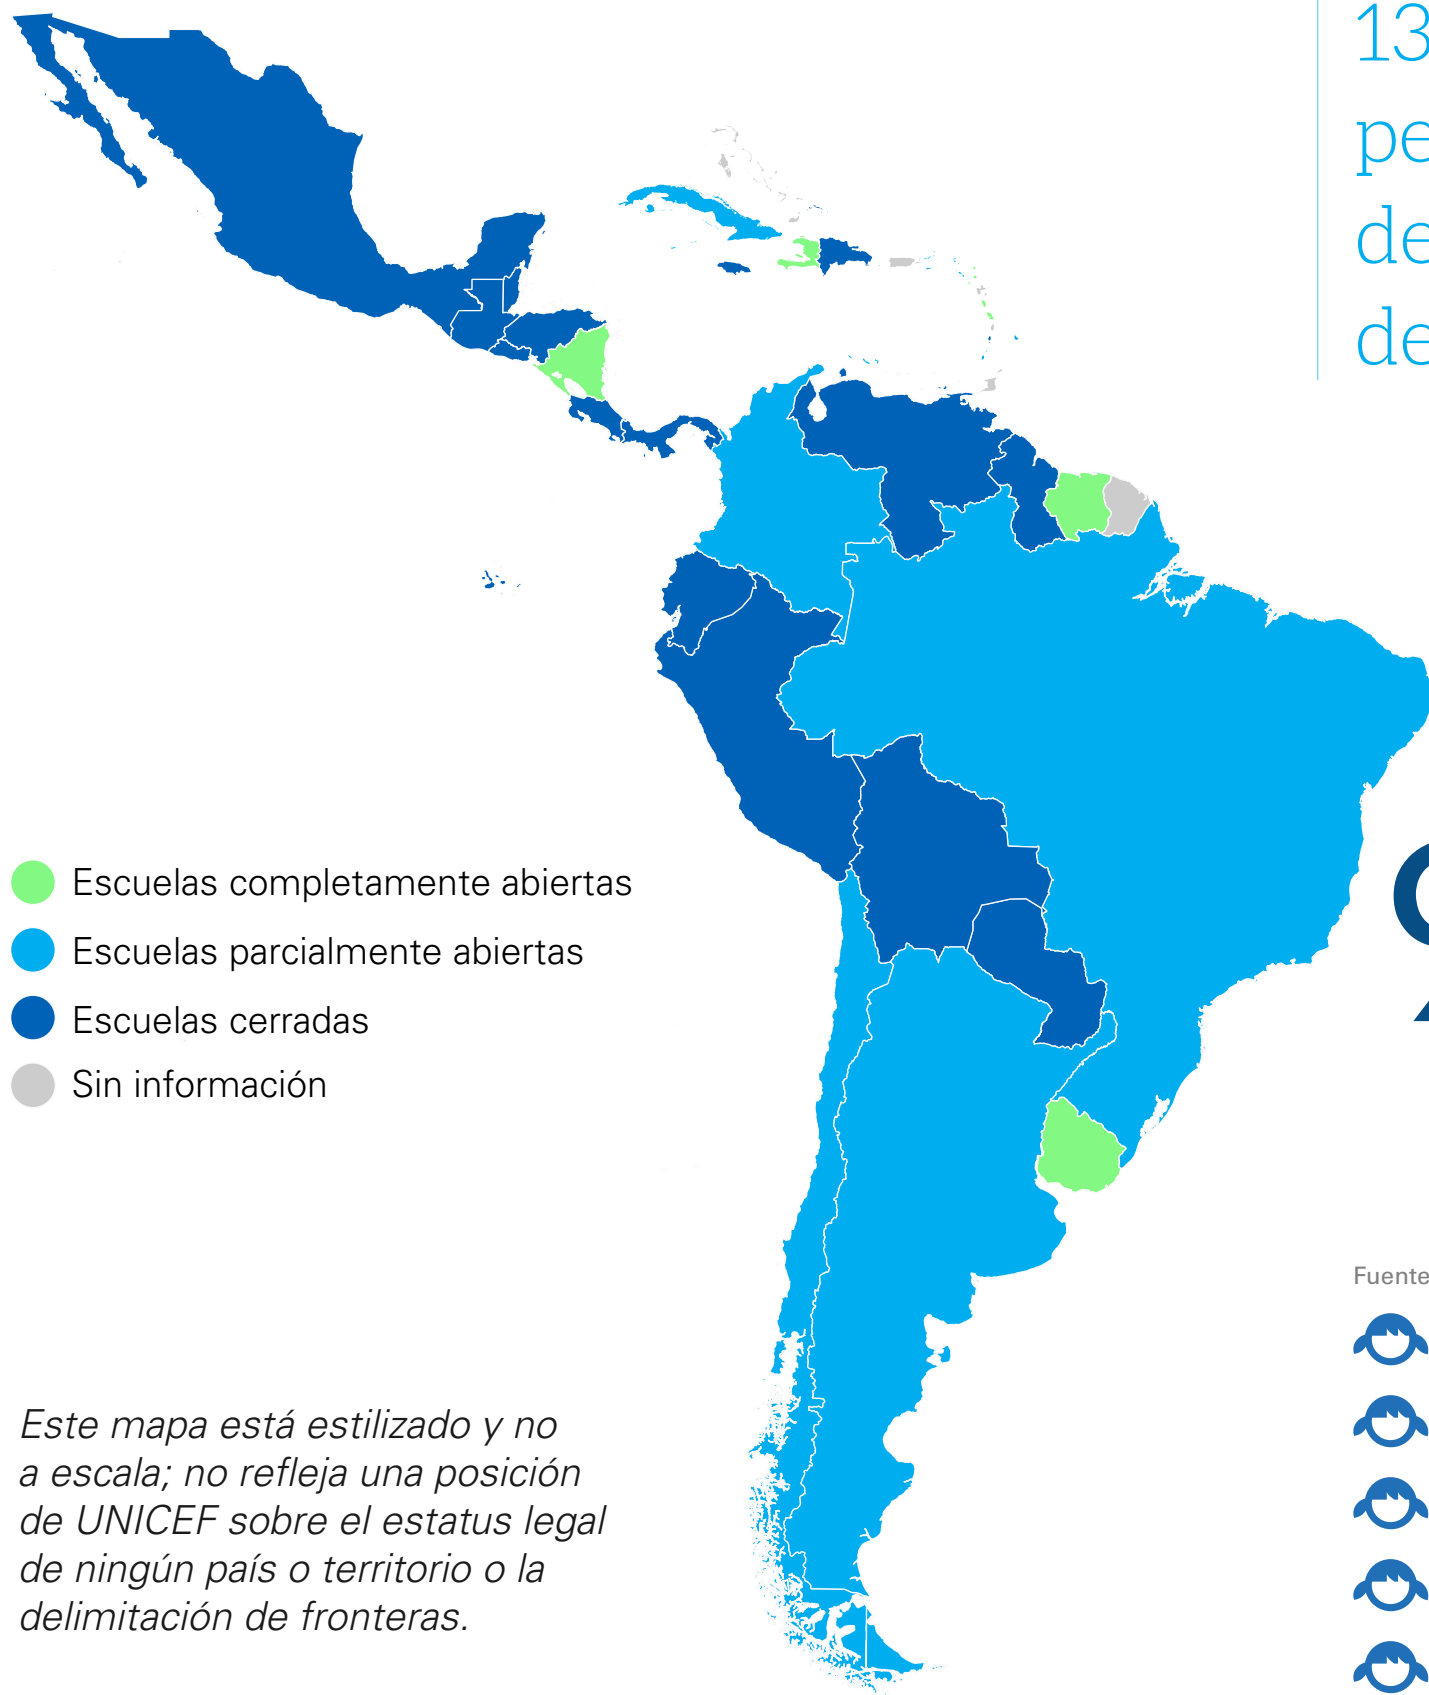 13
pe
de
de
Escuelas completamente abiertas
Escuelas parcialmente abiertas
Escuelas cerradas
Sin información
Fuente
Este mapa está estilizado y no
a escala; no refleja una posición
de UNICEF sobre el estatus legal
de ningún país o territorio o la
delimitación de fronteras.